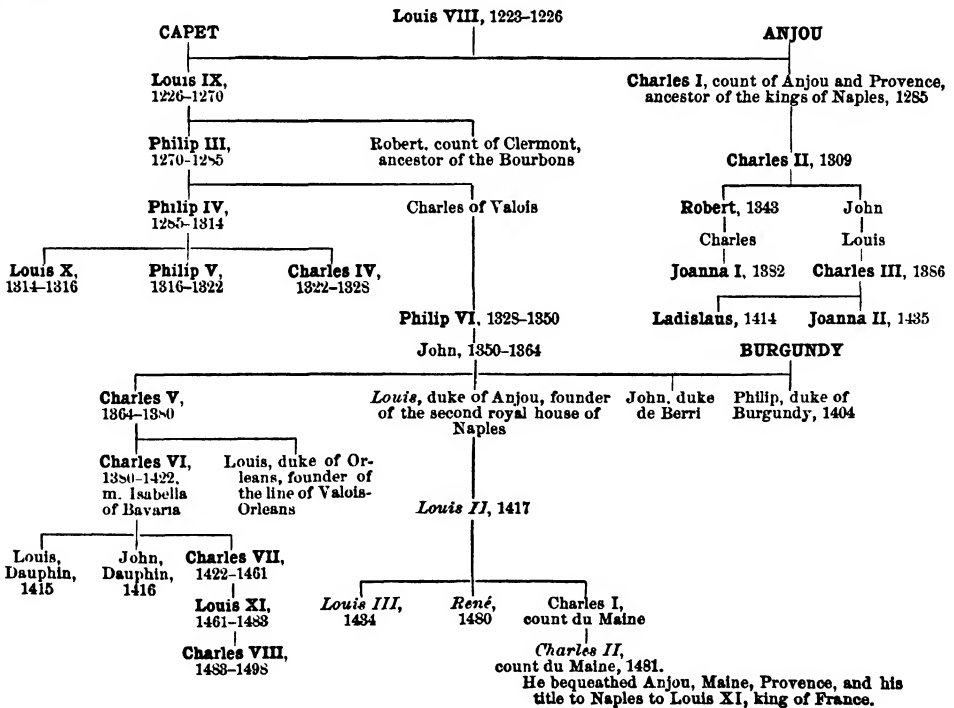 Louis VIII, 1223–1226
CAPET
ANJOU
Louis IX,
1226–1270
Charles I, count of Anjou and Provence,
ancestor of the kings of Naples, 1285
Philip III,
1270–1285
Robert. count of Clermont,
ancestor of the Bourbons
Charles II, 1309
Philip IV,
1285–1314
Charles of Valois
Robert, 1343
John
Charles
Louis
Louis X,
1314–1316
Philip V,
1316–1322
Charles IV,
1322–1328
Joanna I, 1382
Charles III, 1386
Philip VI, 1328–1350
Ladislaus, 1414
Joanna II, 1435
John, 1350–1364
BURGUNDY
Charles V,
1364–1380
Louis, duke of Anjou, founder
of the second royal house of
Naples
John. duke
de Berri
Philip, duke of
Burgundy, 1404
Charles VI,
1380–1422,
m. Isabella
of Bavaria
Louis, duke of Or-
leans, founder of
the line of Valois-
Orleans
Louis II, 1417
Louis,
Dauphin,
1415
John,
Dauphin,
1416
Charles VII,
1422–1461
Louis XI,
1461–1483
Charles VIII,
1483–1498
Louis III,
1434
René,
1480
Charles I,
count du Maine
Charles II,
count du Maine, 1481.
He bequeathed Anjou, Maine, Provence, and his
title to Naples to Louis XI, king of France.